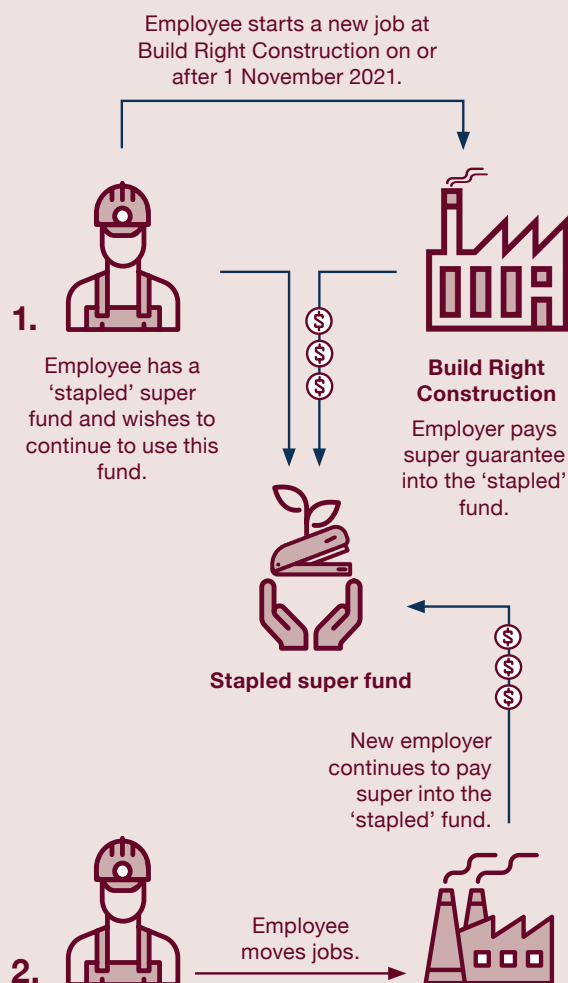 Employee starts a new job at
Build Right Construction on or
after 1 November 2021.
1.
$
$
$
Employee has a
‘stapled’ super
fund and wishes to
continue to use this
fund.
Build Right
Construction
Employer pays
super guarantee
into the ‘stapled’
fund.
Stapled super fund
$
$
$
New employer
continues to pay
super into the
‘stapled’ fund.
2.
Employee
moves jobs.